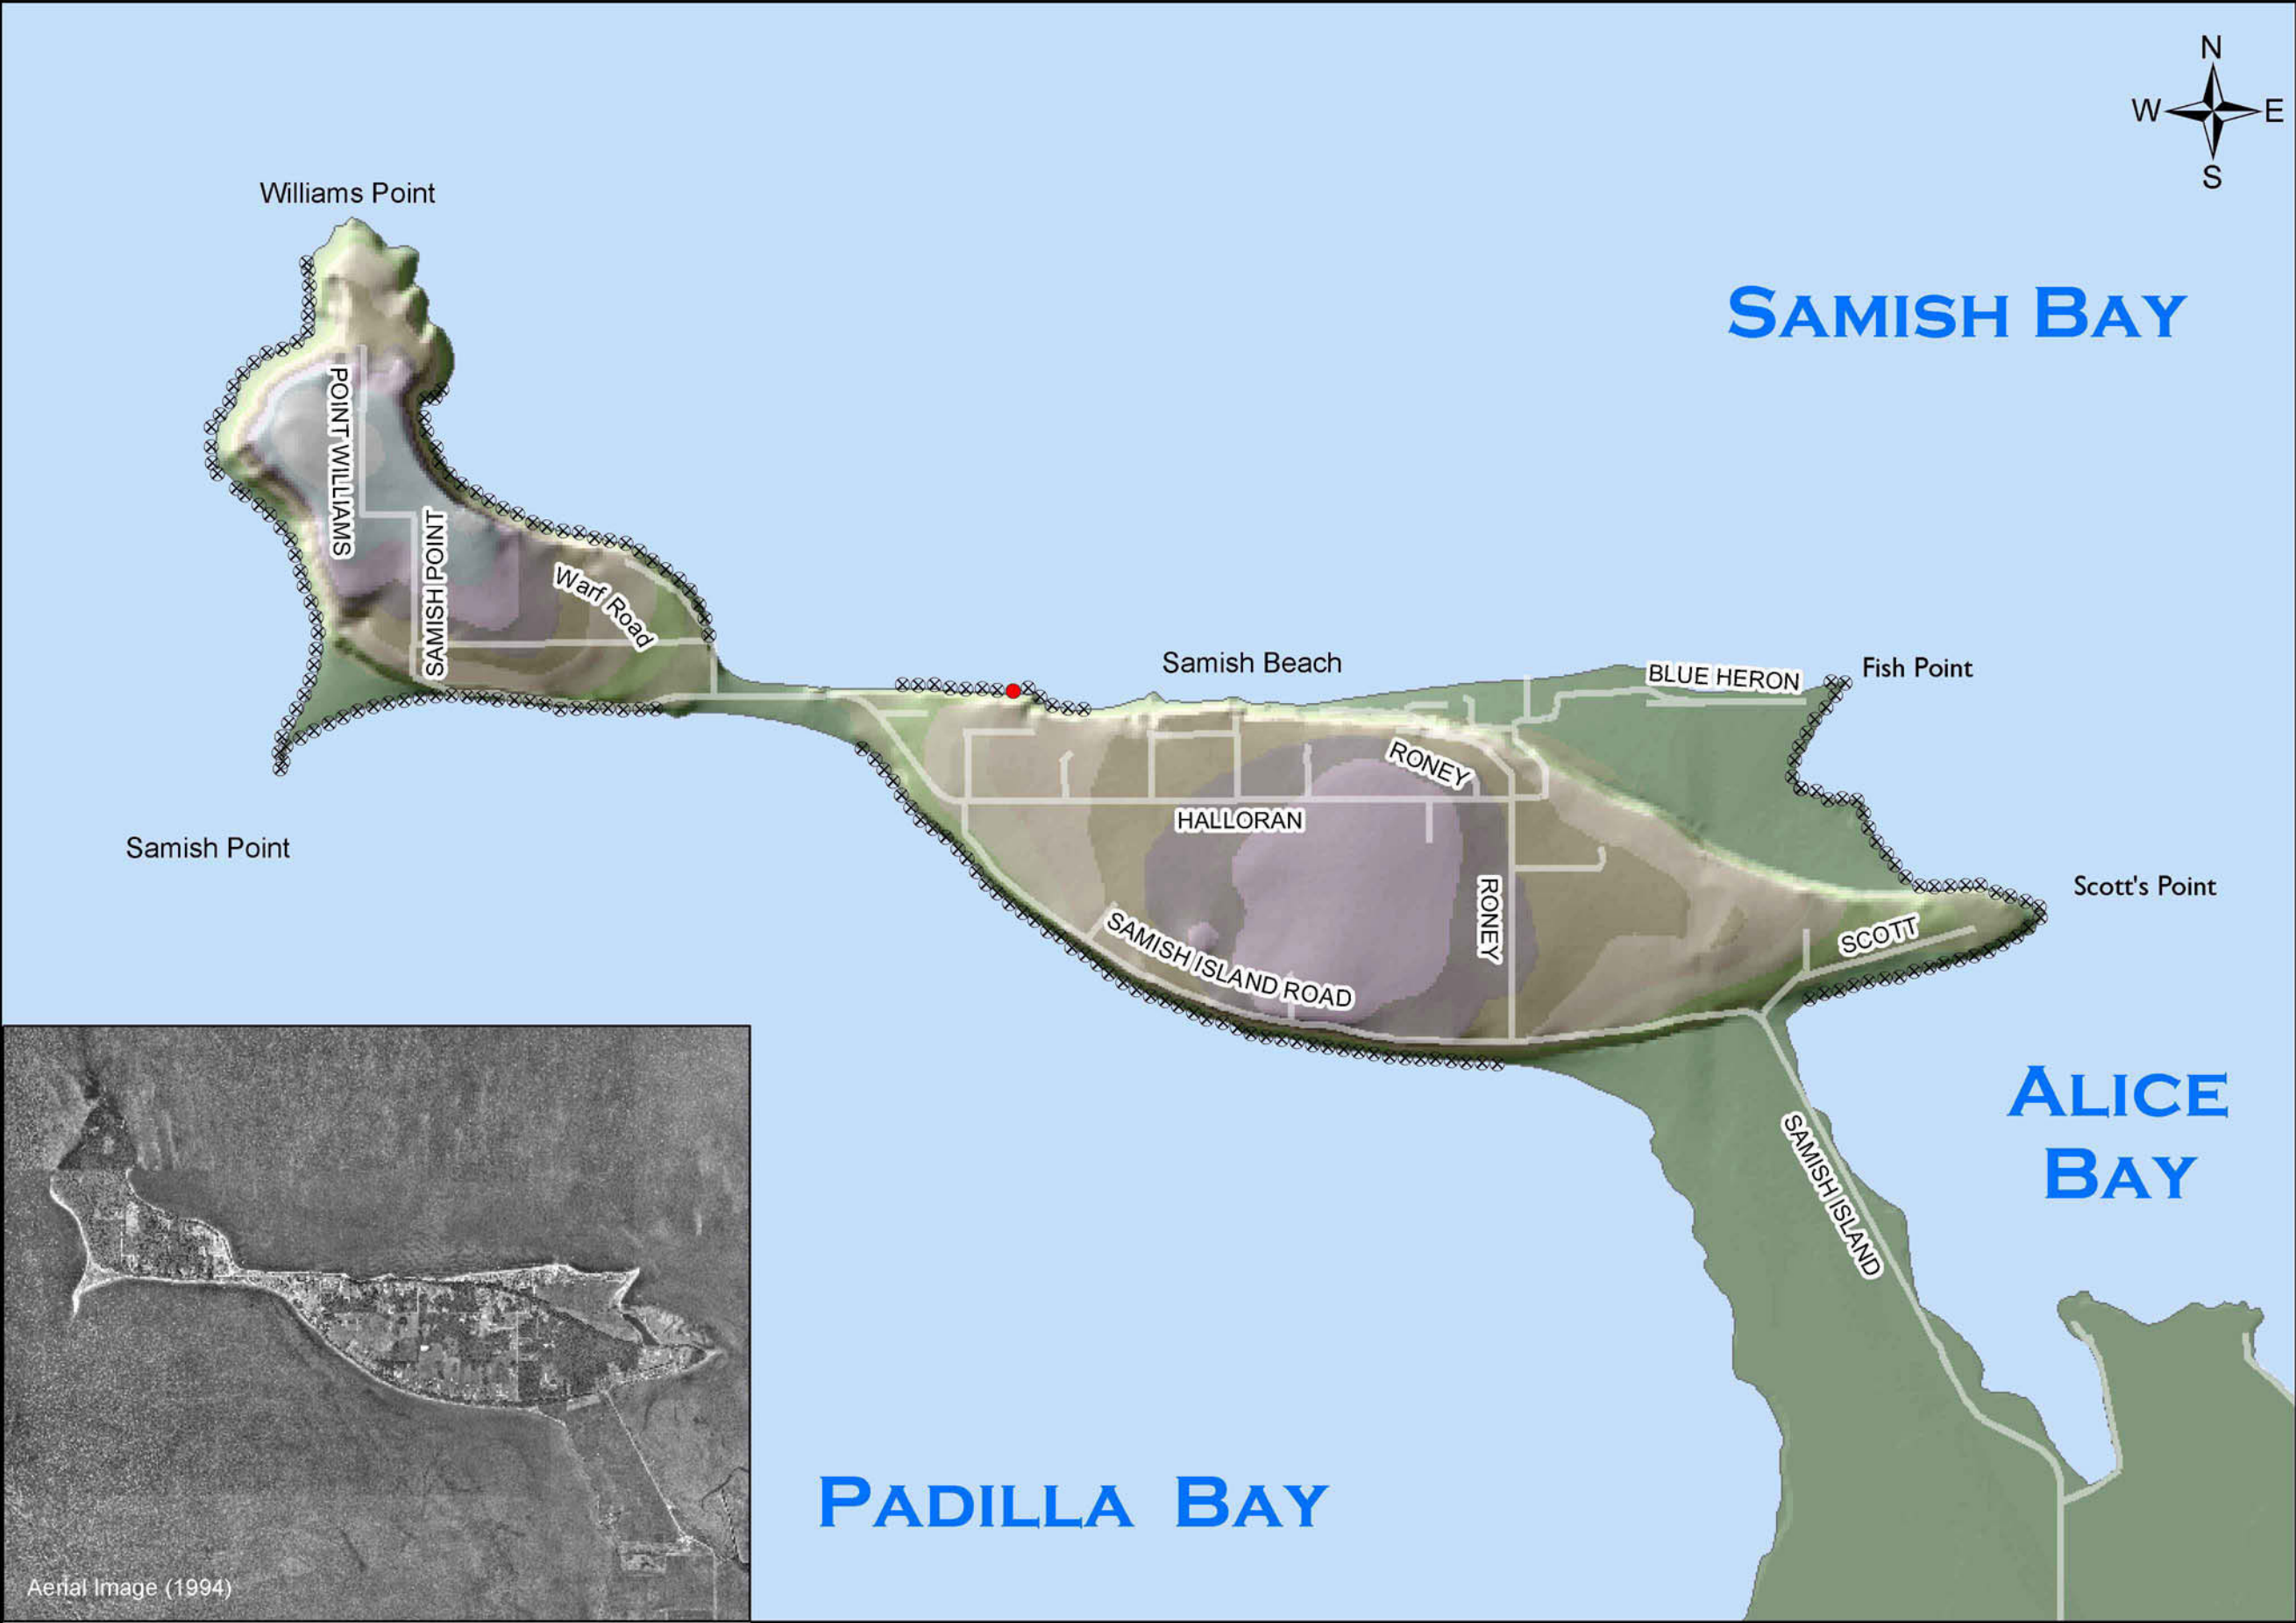 N
W E
S
Williams Point
SAMISH BAY
POINT WILLIAMS
SAMISH POINT
Warf Road
Samish Beach
BLUE HERON
Fish Point
RONEY
HALLORAN
Samish Point
RONEY
Scott's Point
SCOTT
SAMISH ISLAND ROAD
ALICE
BAY
SAMISH ISLAND
PADILLA BAY
Aerial Image (1994)